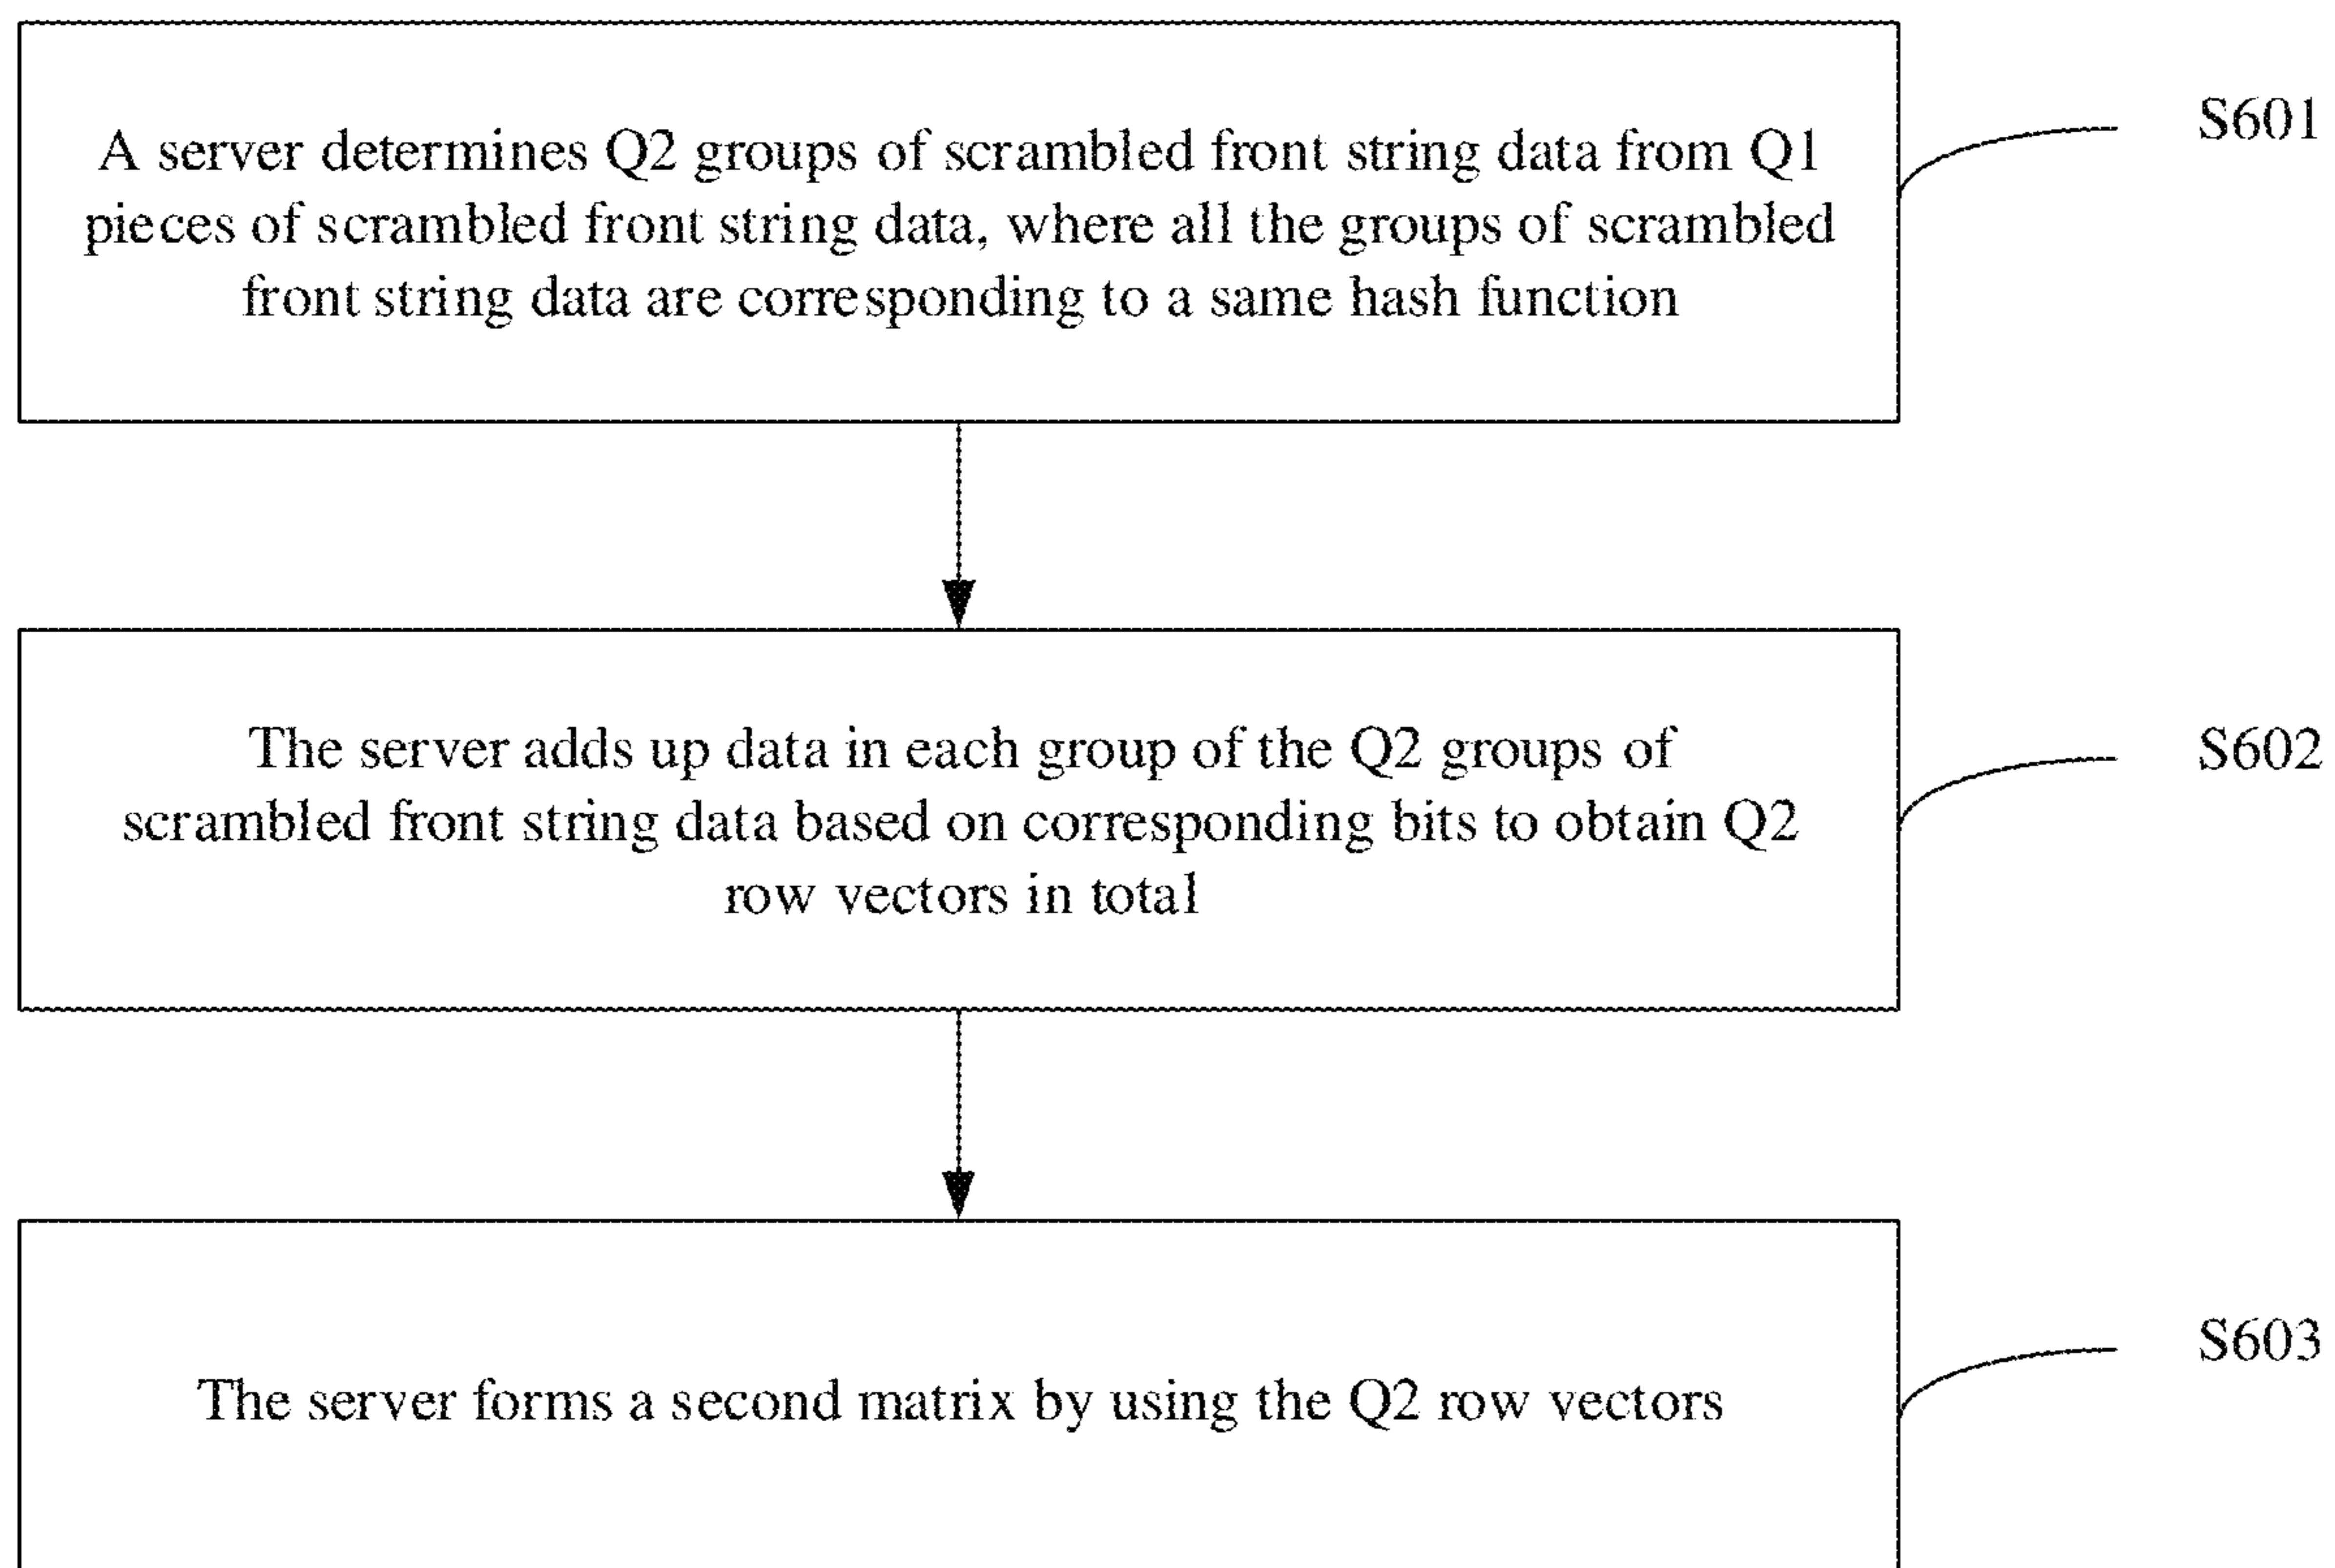 A server determines Q2 groups of scrambled front string data from Q1
pieces of scrambled front string data, where all the groups of scrambled
front string data are corresponding to a same hash function
S601
The server adds up data in each group of the Q2 groups of
scrambled front string data based on corresponding bits to obtain Q2
row vectors in total
S602
The server forms a second matrix by using the Q2 row vectors
S603